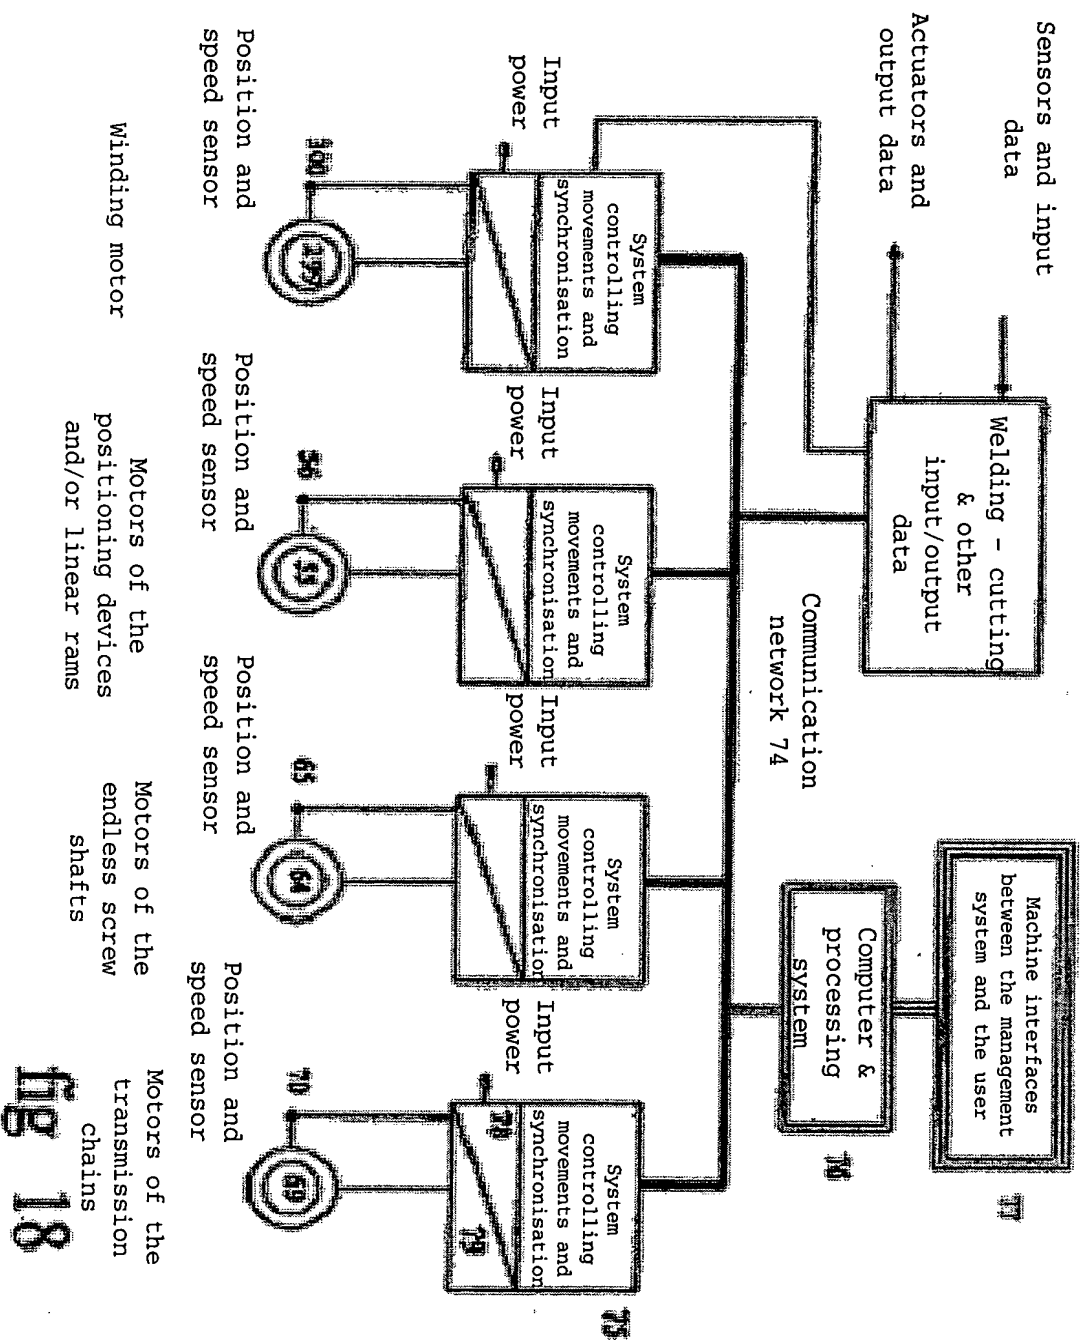 Sensors and input
data
Actuators and
output data
Welding - cutting
& other
input/output
data
Machine interfaces
between the management
system and the user
77
Computer &
processing
system
76
Communication
network 74
Input
power
System
controlling
movements and
synchronisation
Input
power
System
controlling
movements and
synchronisation
Input
power
System
controlling
movements and
synchronisation
Input
power
System
controlling
movements and
synchronisation
78
79
75
Position and
speed sensor
100
Position and
speed sensor
56
55
Position and
speed sensor
65
64
Position and
speed sensor
70
69
Winding motor
Motors of the
positioning devices
and/or linear rams
Motors of the
endless screw
shafts
Motors of the
transmission
chains
fig 18